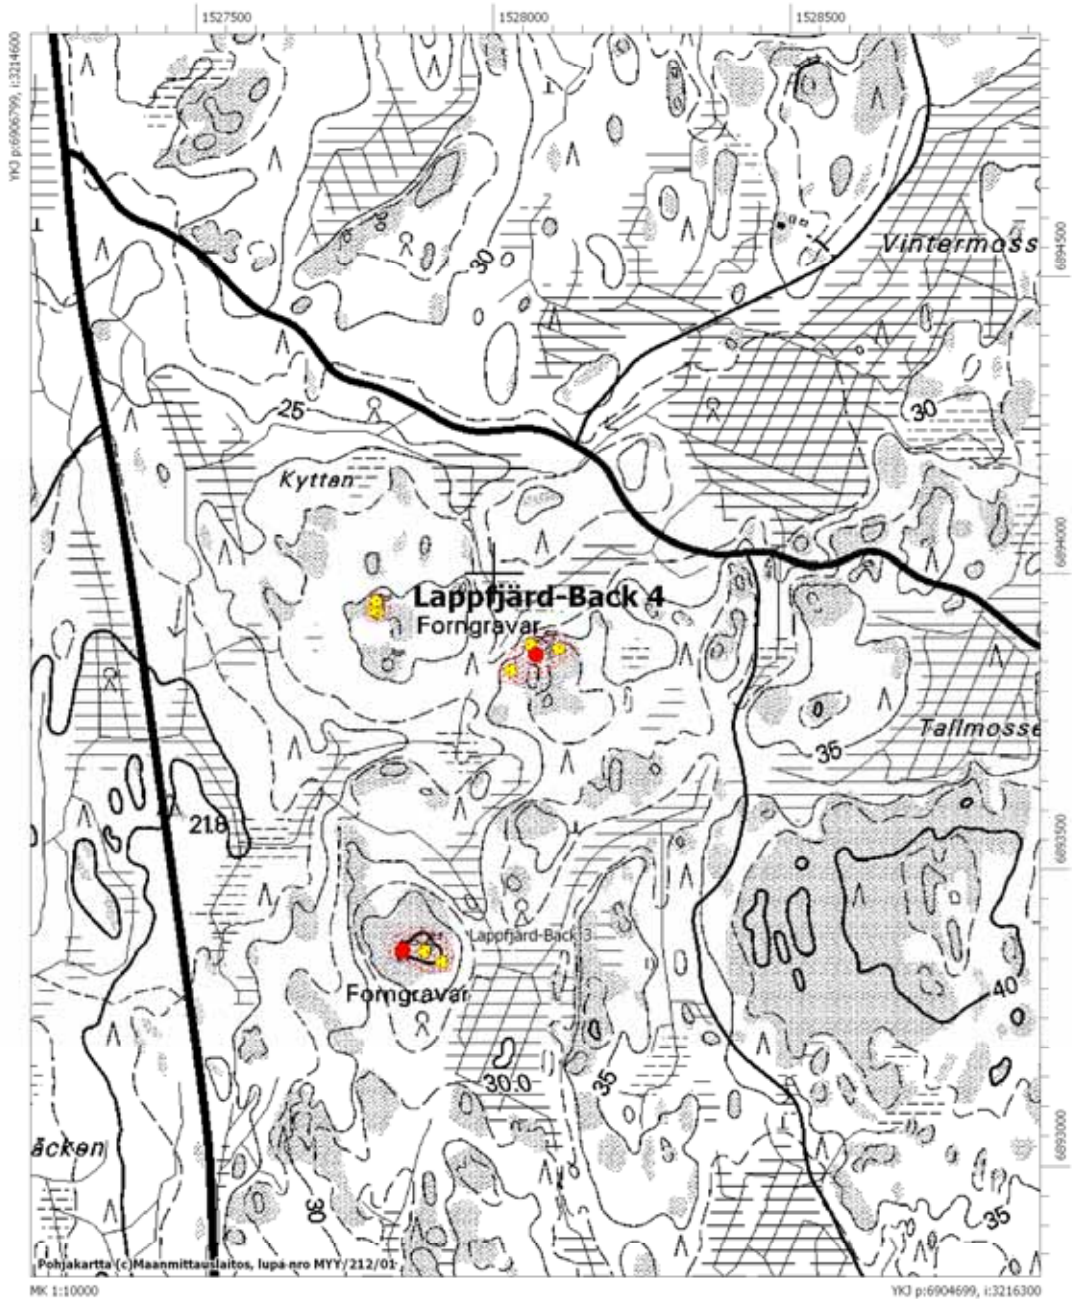 1527500
1528000
1528500
YKJ p:6906799, i:3214600
30
Vintermoss
6894500
25
30
Kyttan
6894000
Lappfjärd-Back 4
Forngravar
Tallmosse
35
21.8
6893500
Lappfjärd-Back 3
Forngravar
40
30.0
35
äcken
6893000
30
35
Pohjakartta (c)Maanmittauslaitos, lupa nro MYY/212/01
MK 1:10000
YKJ p:6904699, i:3216300